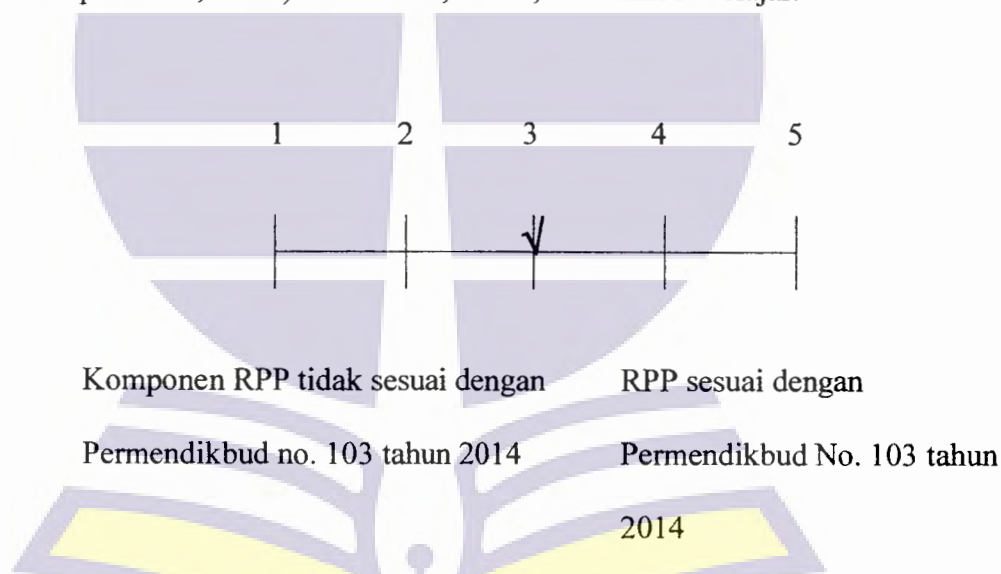 1 2 3 4 5
Komponen RPP tidak sesuai dengan
Permendikbud no. 103 tahun 2014
RPP sesuai dengan
Permendikbud No. 103 tahun
2014